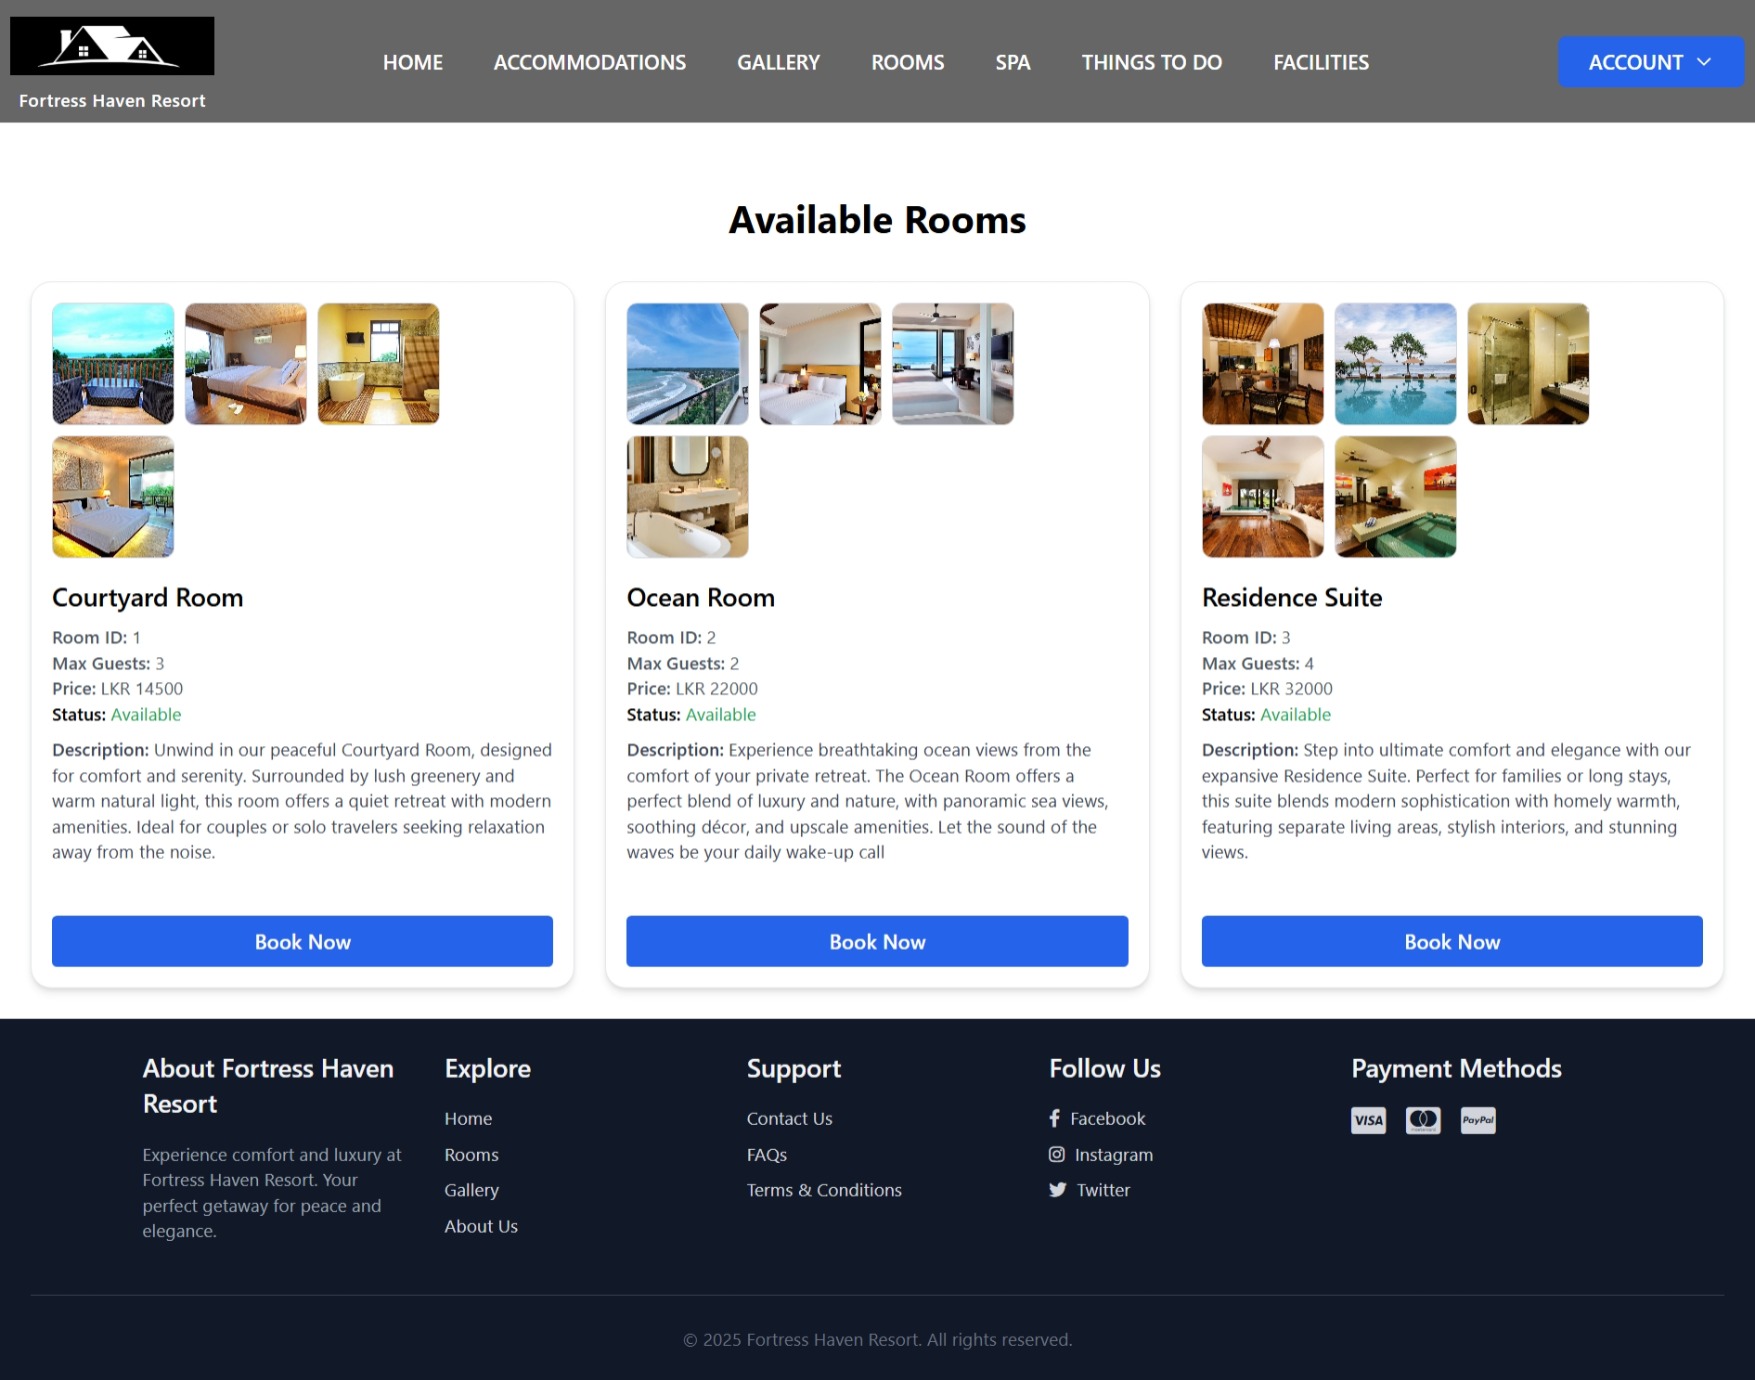 Fortress Haven Resort
HOME
ACCOMMODATIONS
GALLERY
ROOMS
SPA
THINGS TO DO
FACILITIES
ACCOUNT
Available Rooms
Courtyard Room
Room ID: 1
Max Guests: 3
Price: LKR 14500
Status: Available
Description: Unwind in our peaceful Courtyard Room, designed
for comfort and serenity. Surrounded by lush greenery and
warm natural light, this room offers a quiet retreat with modern
amenities. Ideal for couples or solo travelers seeking relaxation
away from the noise.
Book Now
Ocean Room
Room ID: 2
Max Guests: 2
Price: LKR 22000
Status: Available
Description: Experience breathtaking ocean views from the
comfort of your private retreat. The Ocean Room offers a
perfect blend of luxury and nature, with panoramic sea views,
soothing décor, and upscale amenities. Let the sound of the
waves be your daily wake-up call
Book Now
Residence Suite
Room ID: 3
Max Guests: 4
Price: LKR 32000
Status: Available
Description: Step into ultimate comfort and elegance with our
expansive Residence Suite. Perfect for families or long stays,
this suite blends modern sophistication with homely warmth,
featuring separate living areas, stylish interiors, and stunning
views.
Book Now
About Fortress Haven
Resort
Experience comfort and luxury at
Fortress Haven Resort. Your
perfect getaway for peace and
elegance.
Explore
Home
Rooms
Gallery
About Us
Support
Contact Us
FAQs
Terms & Conditions
Follow Us
Facebook
Instagram
Twitter
Payment Methods
VISA
PayPal
© 2025 Fortress Haven Resort. All rights reserved.